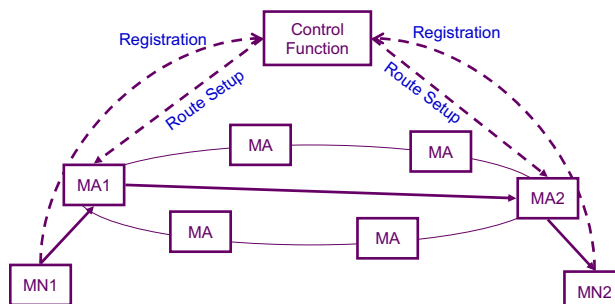 Registration
Control
Function
Registration
Route Setup
Route Setup
MA
MA
MA1
MA2
MA
MA
MN1
MN2